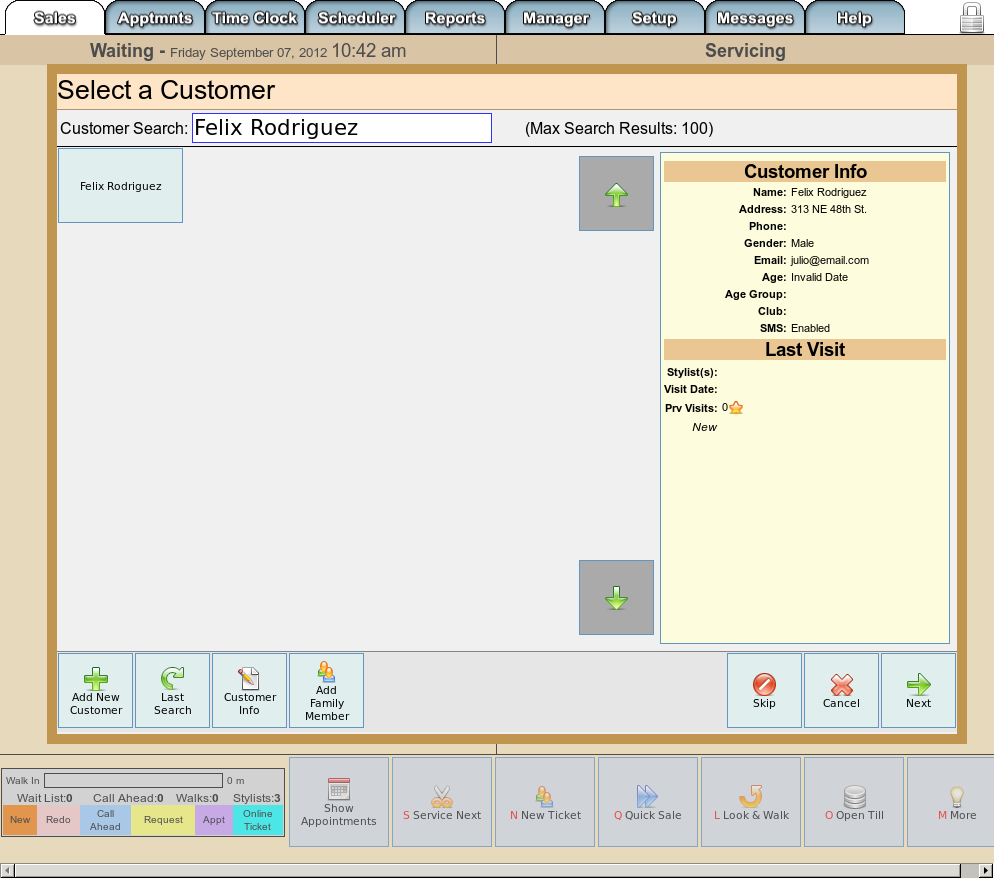 Sales Apptmnts Time Clock Scheduler Reports Manager Setup Messages Help
Waiting - Friday September 07, 2012 10:42 am Servicing
Select a Customer
Customer Search: Felix Rodriguez (Max Search Results: 100)
Felix Rodriguez
Customer Info
Name: Felix Rodriguez
Address: 313 NE 48th St.
Phone:
Gender: Male
Email: julio@email.com
Age: Invalid Date
Age Group:
Club:
SMS: Enabled
Last Visit
Stylist(s):
Visit Date:
Prv Visits: 0
New
Add New
Customer
Last
Search
Customer
Info
Add
Family
Member
Skip
Cancel
Next
Walk In 0 m
Wait List:0 Call Ahead:0 Walks:0 Stylists:3
New
Redo
Call
Ahead
Request
Appt
Online
Ticket
Show
Appointments
S Service Next
N New Ticket
Q Quick Sale
L Look & Walk
O Open Till
M More